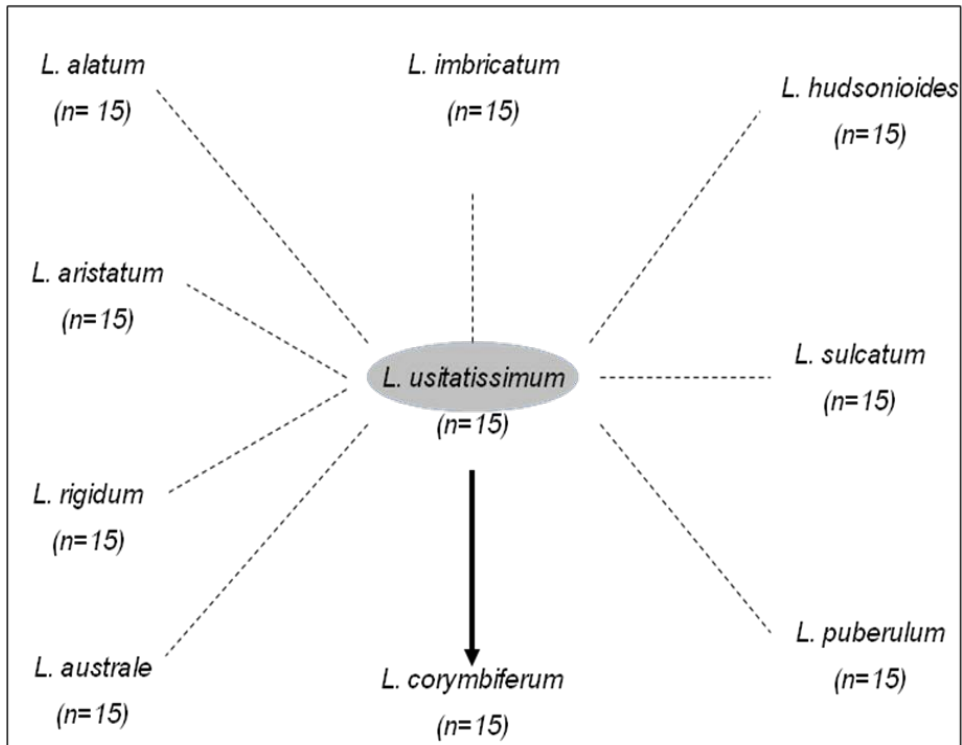 L. alatum
(n= 15)
L. imbricatum
(n=15)
L. hudsonioides
(n=15)
L. aristatum
(n=15)
L. usitatissimum
(n=15)
L. sulcatum
(n=15)
L. rigidum
(n=15)
L. australe
(n=15)
L. corymbiferum
(n=15)
L. puberulum
(n=15)